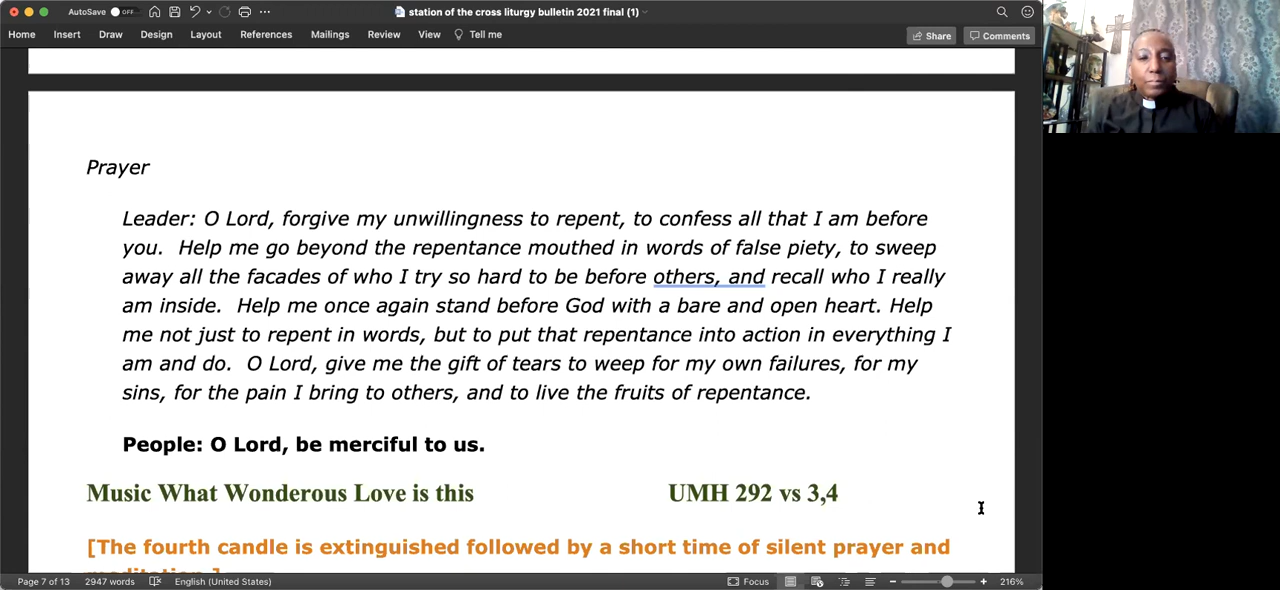 AutoSave OFF station of the cross liturgy bulletin 2021 final (1)
Home Insert Draw Design Layout References Mailings Review View Tell me Share Comments
Prayer
Leader: O Lord, forgive my unwillingness to repent, to confess all that I am before
you. Help me go beyond the repentance mouthed in words of false piety, to sweep
away all the facades of who I try so hard to be before others, and recall who I really
am inside. Help me once again stand before God with a bare and open heart. Help
me not just to repent in words, but to put that repentance into action in everything I
am and do. O Lord, give me the gift of tears to weep for my own failures, for my
sins, for the pain I bring to others, and to live the fruits of repentance.
People: O Lord, be merciful to us.
Music What Wonderous Love is this UMH 292 vs 3,4
[The fourth candle is extinguished followed by a short time of silent prayer and
meditation.]
Page 7 of 13 2947 words English (United States) Focus 216%